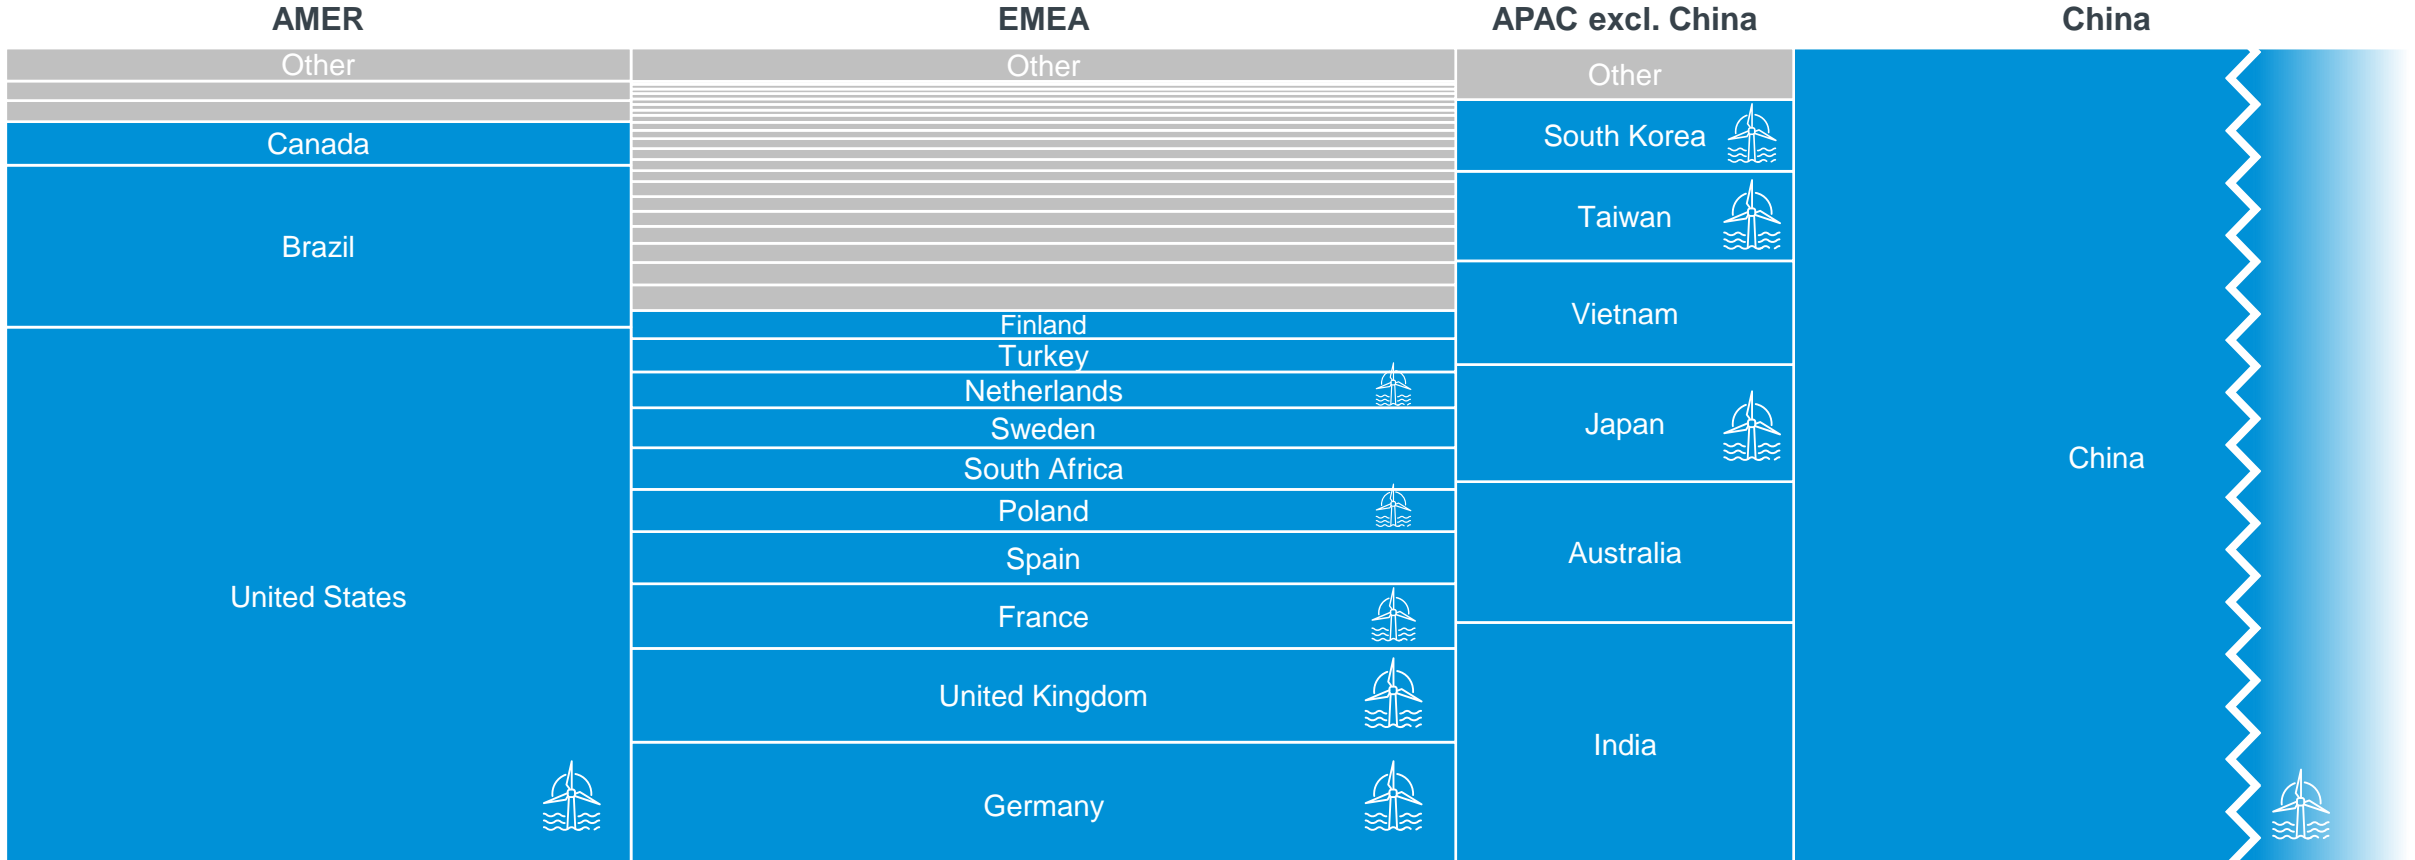 AMER
EMEA
APAC excl. China
China
Other
Canada
Brazil
United States
Other
Finland
Turkey
Netherlands
Sweden
South Africa
Poland
Spain
France
United Kingdom
Germany
Other
South Korea
Taiwan
Vietnam
Japan
Australia
India
China